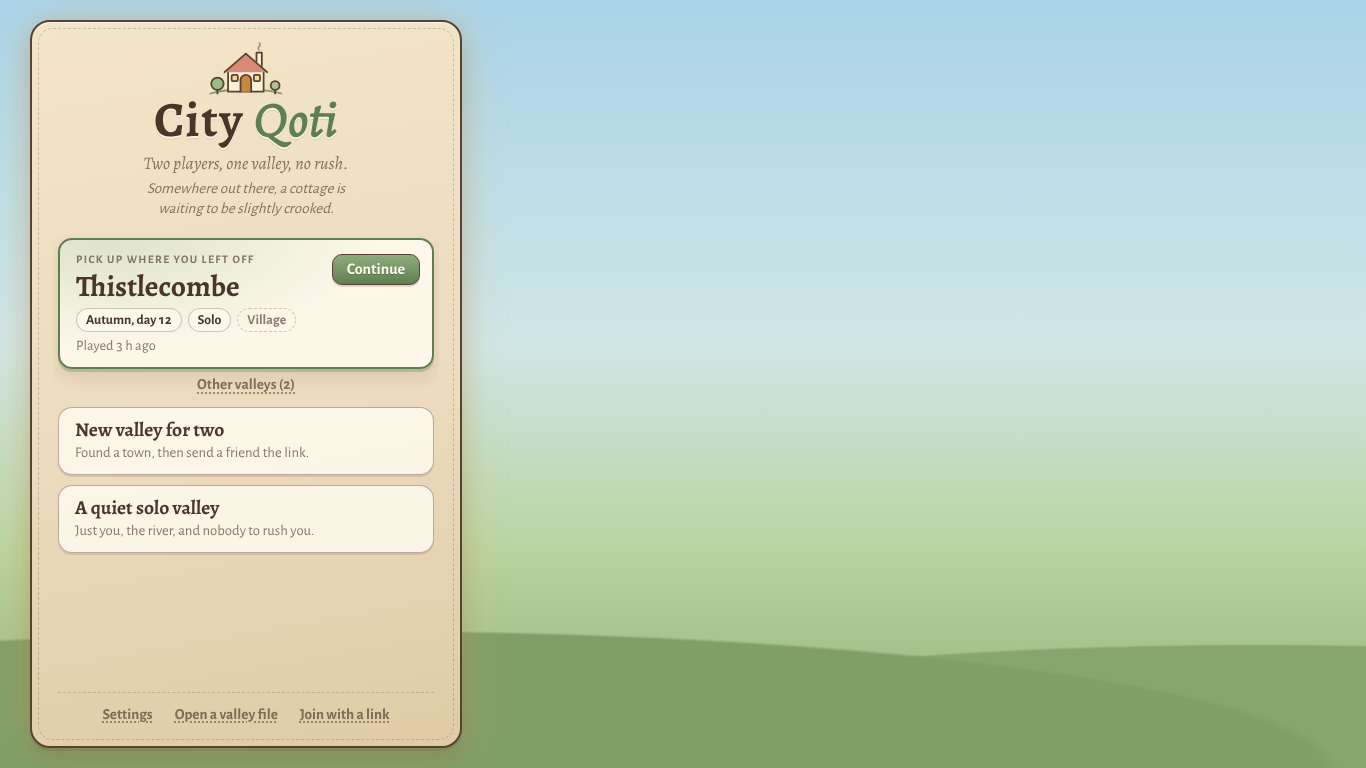 City Qoti
Two players, one valley, no rush.
Somewhere out there, a cottage is
waiting to be slightly crooked.
PICK UP WHERE YOU LEFT OFF
Continue
Thistlecombe
Autumn, day 12 Solo Village
Played 3 h ago
Other valleys (2)
New valley for two
Found a town, then send a friend the link.
A quiet solo valley
Just you, the river, and nobody to rush you.
Settings Open a valley file Join with a link